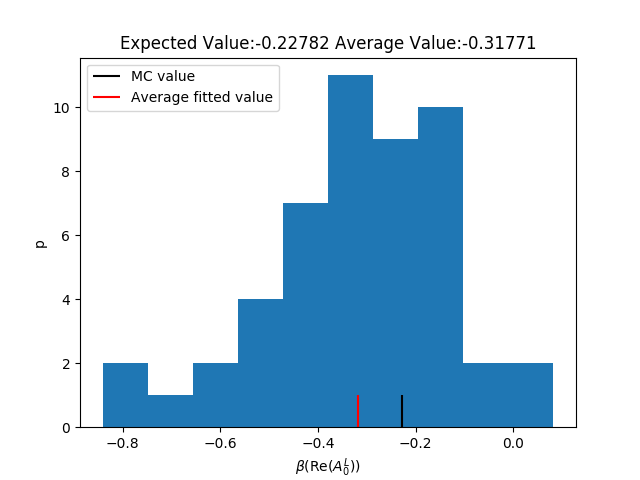 Expected Value:-0.22782 Average Value:-0.31771
MC value
Average fitted value
10
8
6
4
2
0
p
−0.8 −0.6 −0.4 −0.2 0.0
β(Re(A₀ᴸ))